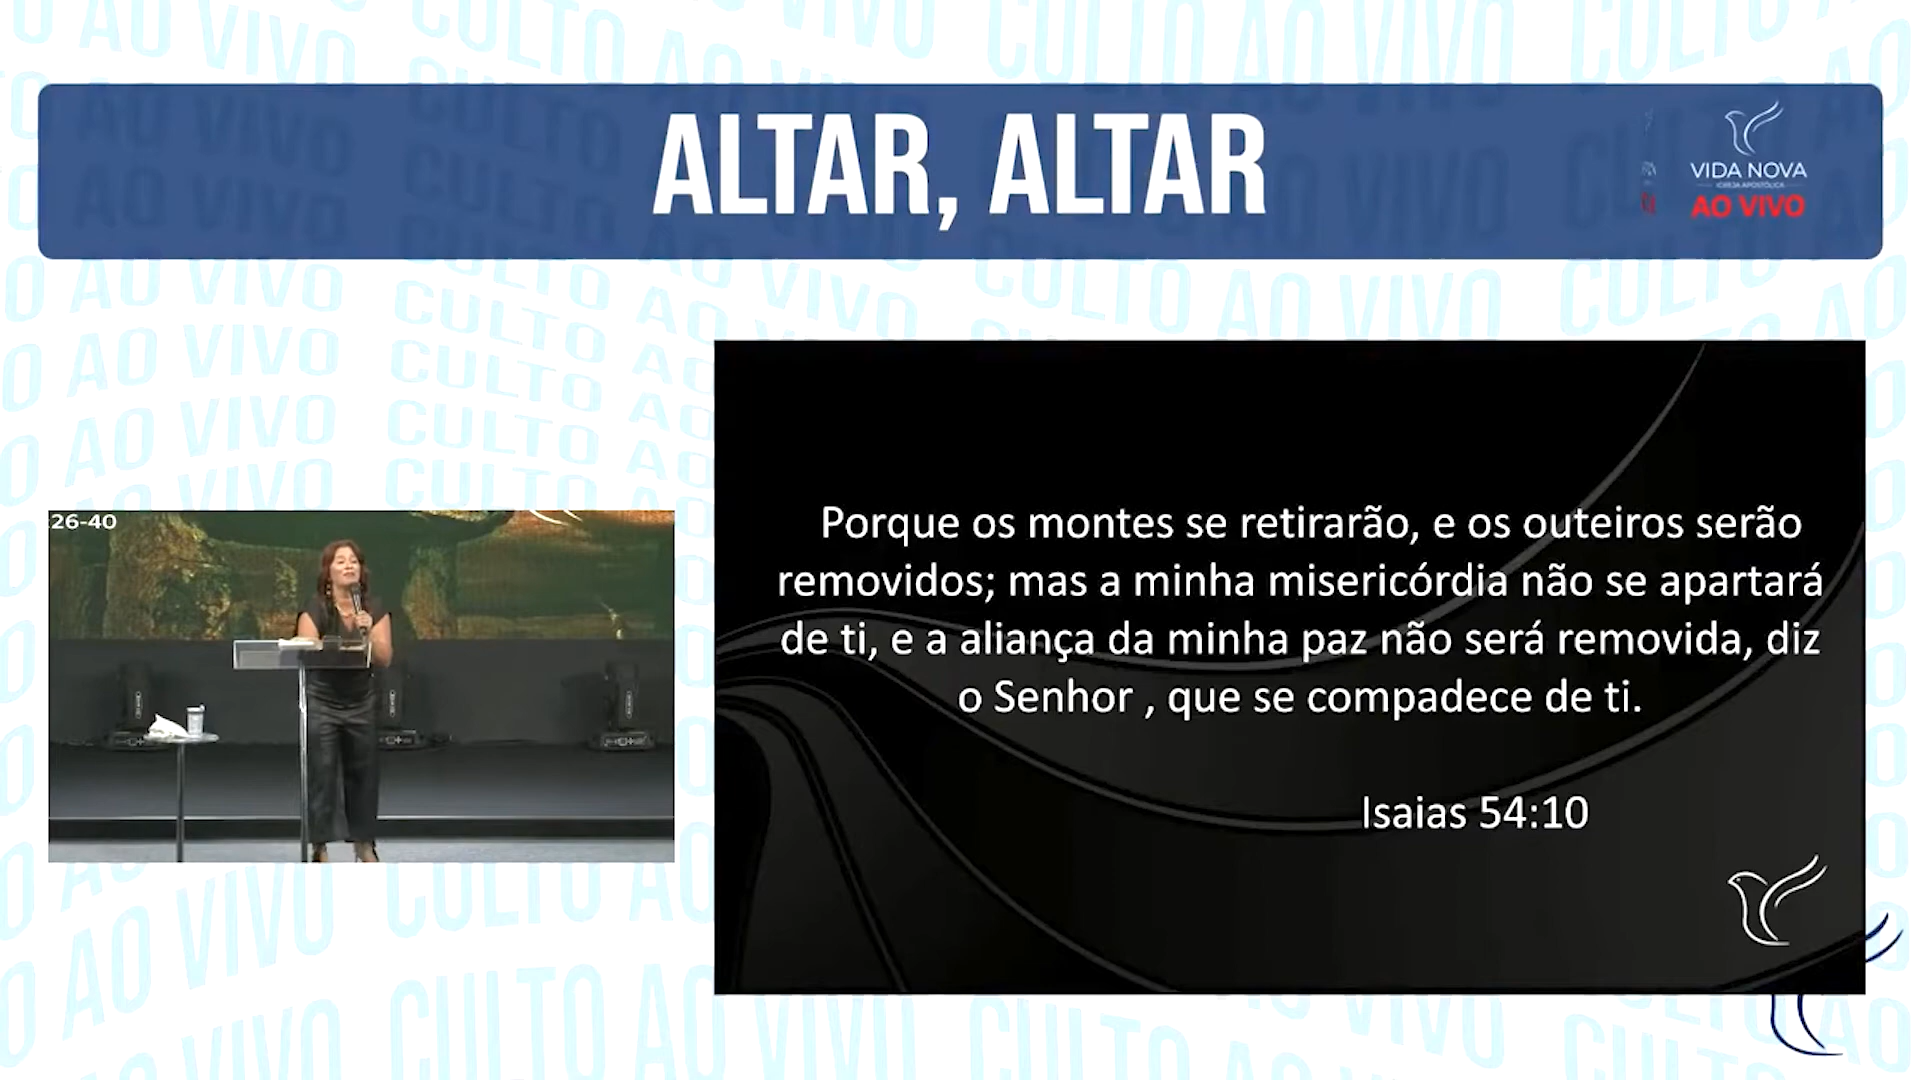 ALTAR, ALTAR
VIDA NOVA
IGREJA APOSTÓLICA
AO VIVO
:26-40
Porque os montes se retirarão, e os outeiros serão
removidos; mas a minha misericórdia não se apartará
de ti, e a aliança da minha paz não será removida, diz
o Senhor , que se compadece de ti.
Isaias 54:10
CULTO AO VIVO